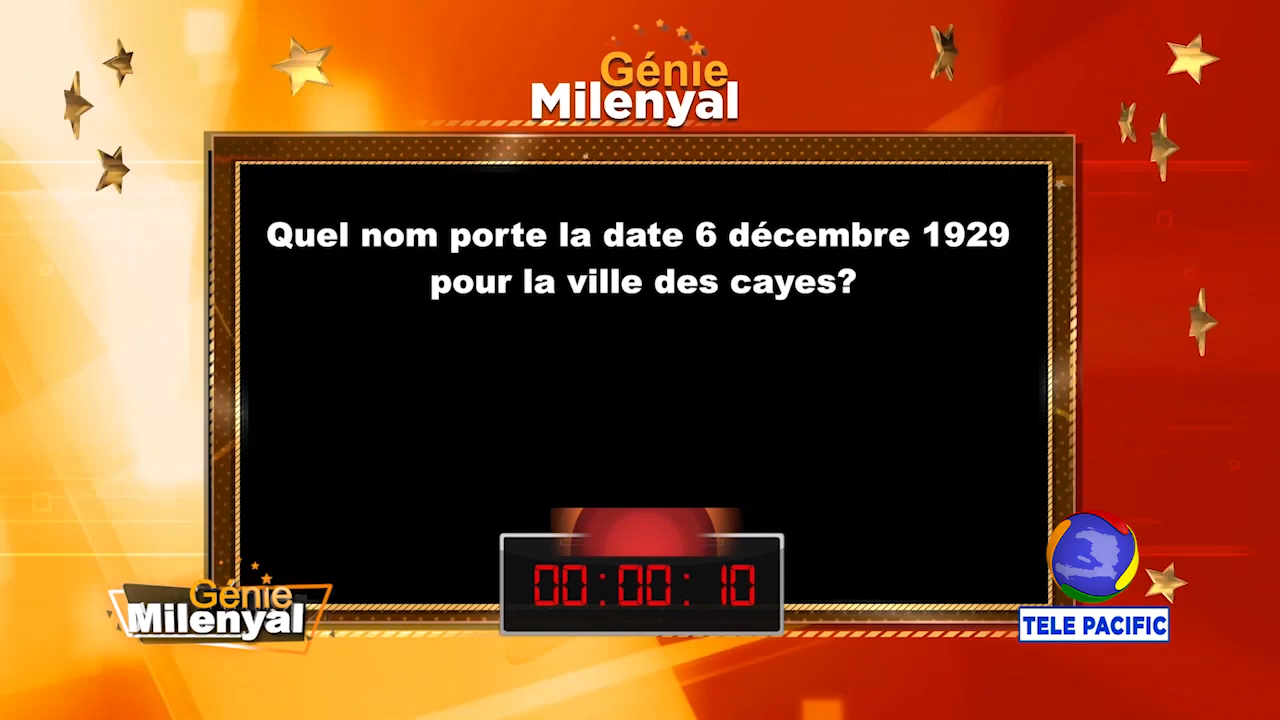 Génie
Milenyal
Quel nom porte la date 6 décembre 1929
pour la ville des cayes?
00:00:10
Génie
Milenyal
TELE PACIFIC